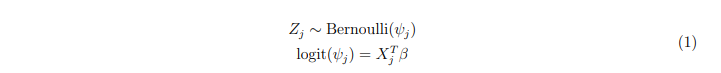 Z_j ∼ Bernoulli(ψ_j)
logit(ψ_j) = X_j^T β
(1)